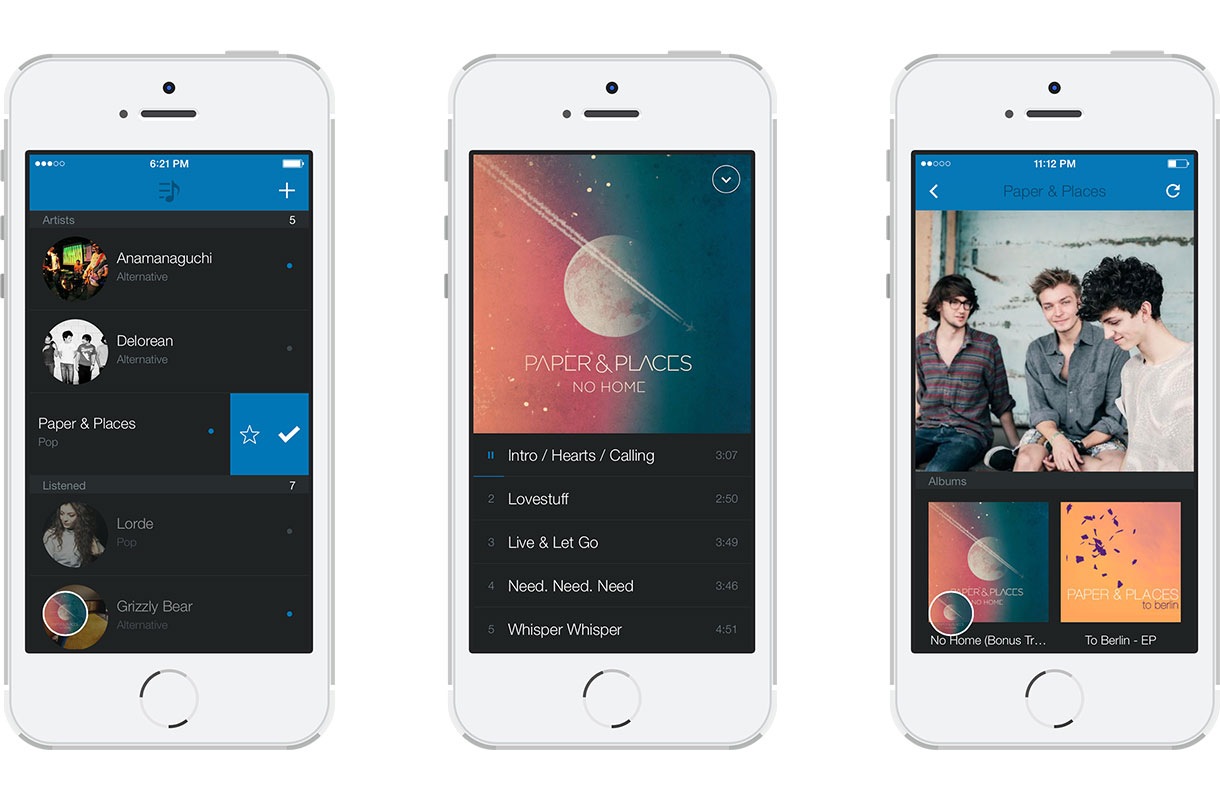 6:21 PM
Artists 5
Anamanaguchi
Alternative
Delorean
Alternative
Paper & Places
Pop
Listened 7
Lorde
Pop
Grizzly Bear
Alternative
PAPER & PLACES
NO HOME
Intro / Hearts / Calling 3:07
2 Lovestuff 2:50
3 Live & Let Go 3:49
4 Need. Need. Need 3:46
5 Whisper Whisper 4:51
11:12 PM
Paper & Places
Albums
PAPER & PLACES
NO HOME
No Home (Bonus Tr...
PAPER & PLACES
to berlin
To Berlin - EP